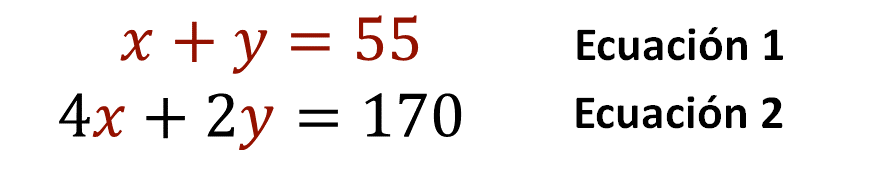 x + y = 55 Ecuación 1
4x + 2y = 170 Ecuación 2